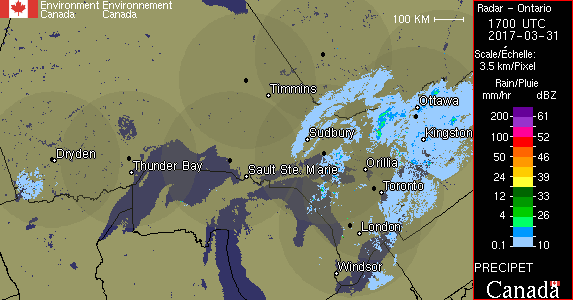 Environment Environnement
Canada Canada
100 KM
Radar - Ontario
1700 UTC
2017-03-31
Scale/Échelle:
3.5 km/Pixel
Rain/Pluie
mm/hr dBZ
200 61
100 52
50 46
24 39
12 34
4 26
0.1 10
PRECIPET
Canada
Timmins
Ottawa
Sudbury
Kingston
Dryden
Thunder Bay
Sault Ste. Marie
Orillia
Toronto
London
Windsor